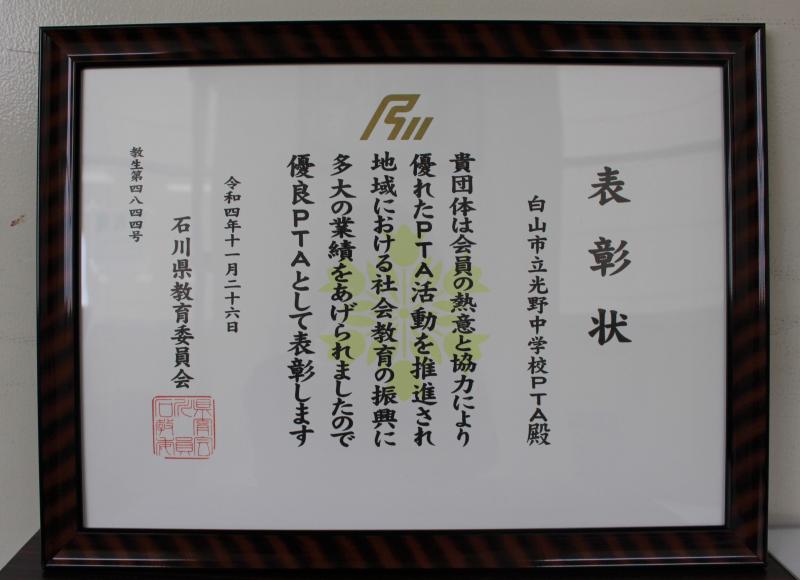 表彰状
白山市立光野中学校PTA殿
貴団体は会員の熱意と協力により
優れたPTA活動を推進され
地域における社会教育の振興に
多大の業績をあげられましたので
優良PTAとして表彰します
令和四年十一月二十六日
石川県教育委員会
教生第四八四四号